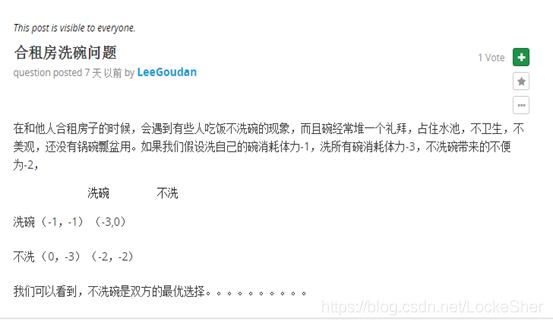 This post is visible to everyone.
合租房洗碗问题
1 Vote
question posted 7 天 以前 by LeeGoudan
在和他人合租房子的时候，会遇到有些人吃饭不洗碗的现象，而且碗经常堆一个礼拜，占住水池，不卫生，不
美观，还没有锅碗瓢盆用。如果我们假设洗自己的碗消耗体力-1，洗所有碗消耗体力-3，不洗碗带来的不便
为-2，
洗碗 不洗
洗碗（-1，-1）（-3,0）
不洗（0，-3）（-2，-2）
我们可以看到，不洗碗是双方的最优选择。。。。。。。。。。
https://blog.csdn.net/LockeSher